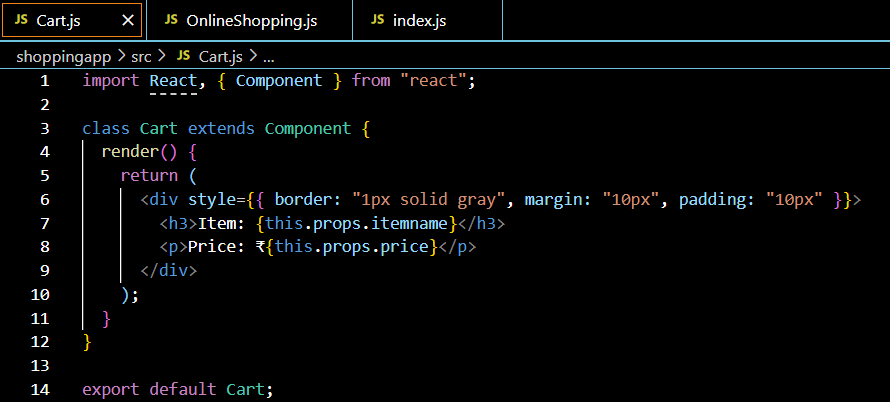 JS Cart.js × JS OnlineShopping.js JS index.js
shoppingapp > src > JS Cart.js > ...
1 import React, { Component } from "react";
2
3 class Cart extends Component {
4   render() {
5     return (
6       <div style={{ border: "1px solid gray", margin: "10px", padding: "10px" }}>
7         <h3>Item: {this.props.itemname}</h3>
8         <p>Price: ₹{this.props.price}</p>
9       </div>
10     );
11   }
12 }
13
14 export default Cart;